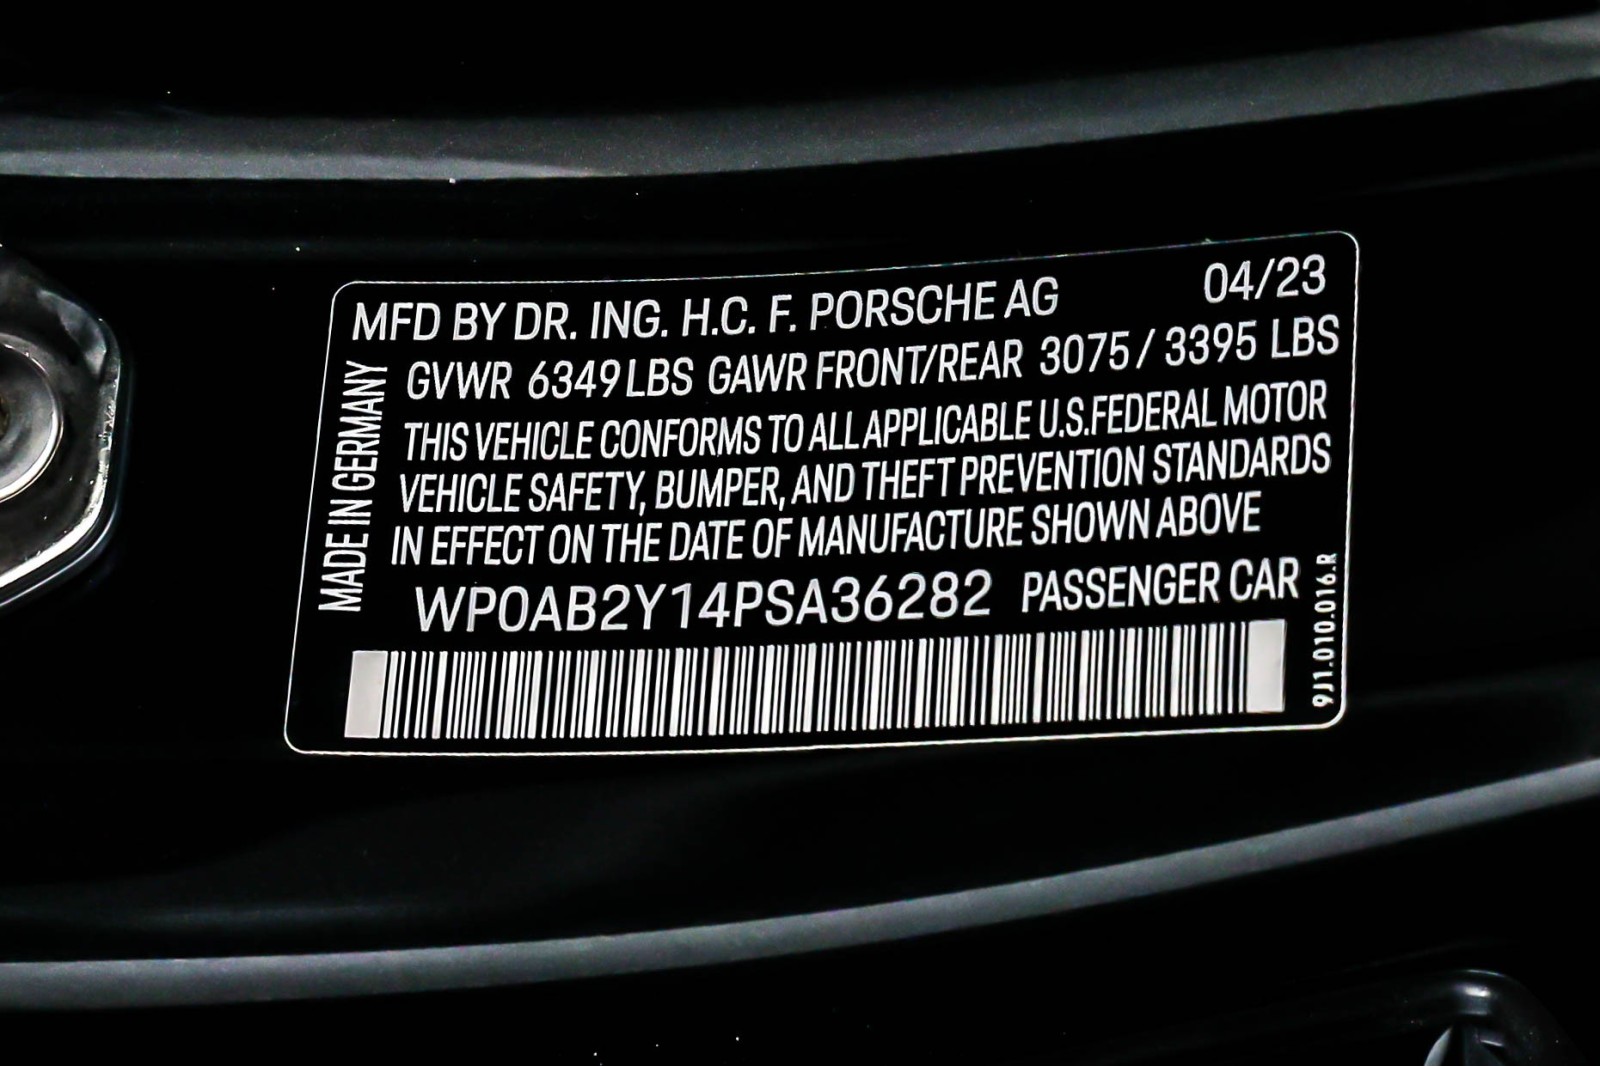 MFD BY DR. ING. H.C. F. PORSCHE AG 04/23
GVWR 6349 LBS GAWR FRONT/REAR 3075 / 3395 LBS
THIS VEHICLE CONFORMS TO ALL APPLICABLE U.S.FEDERAL MOTOR
VEHICLE SAFETY, BUMPER, AND THEFT PREVENTION STANDARDS
IN EFFECT ON THE DATE OF MANUFACTURE SHOWN ABOVE
WP0AB2Y14PSA36282 PASSENGER CAR
MADE IN GERMANY
9J1.010.016.R